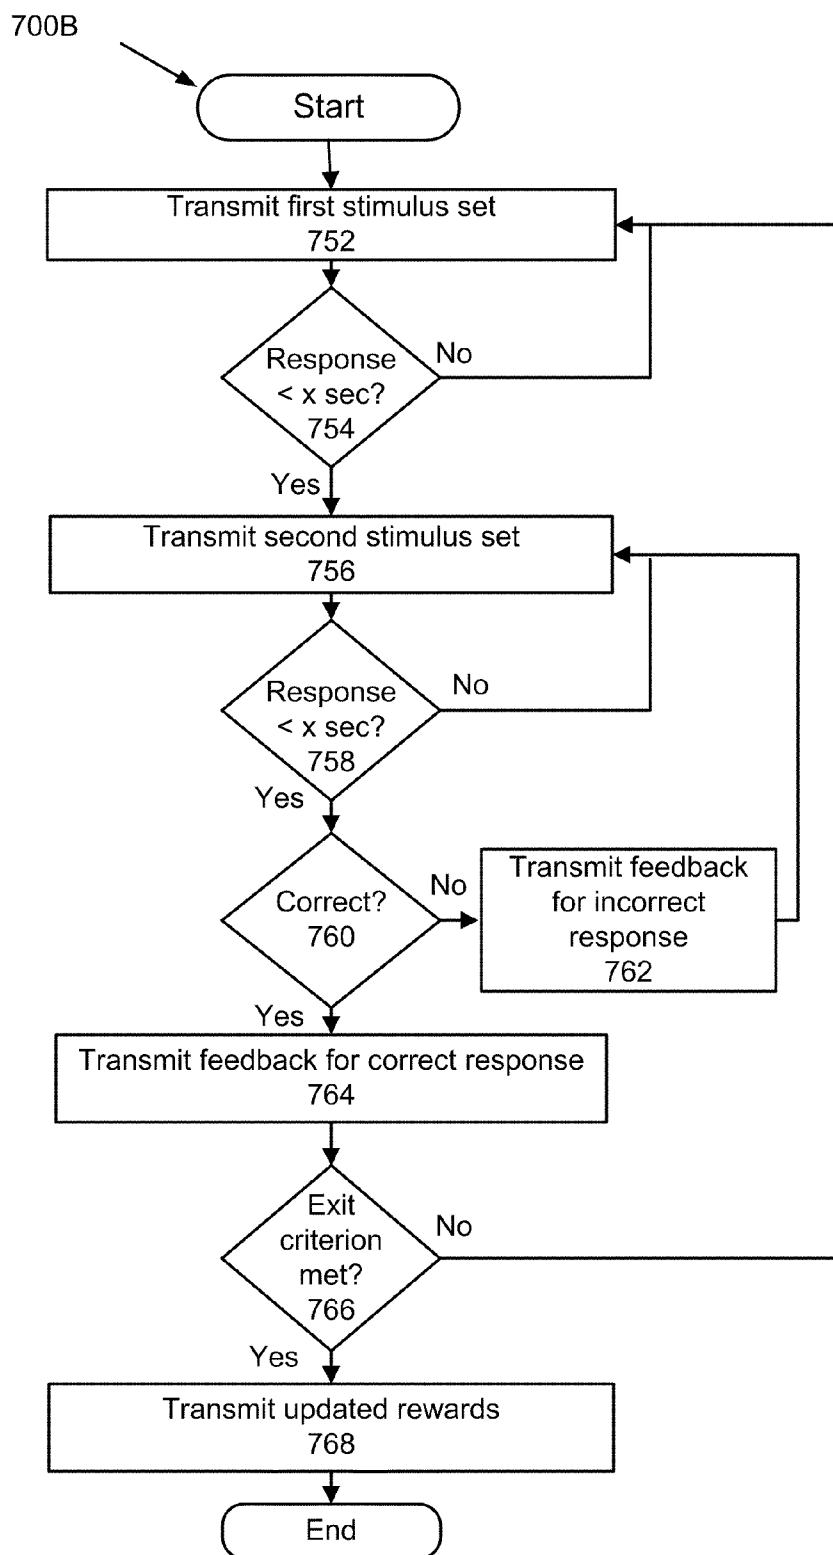 700B
Start
Transmit first stimulus set
752
Response
< x sec?
754
No
Yes
Transmit second stimulus set
756
Response
< x sec?
758
No
Yes
Correct?
760
No
Transmit feedback
for incorrect
response
762
Yes
Transmit feedback for correct response
764
Exit
criterion
met?
766
No
Yes
Transmit updated rewards
768
End